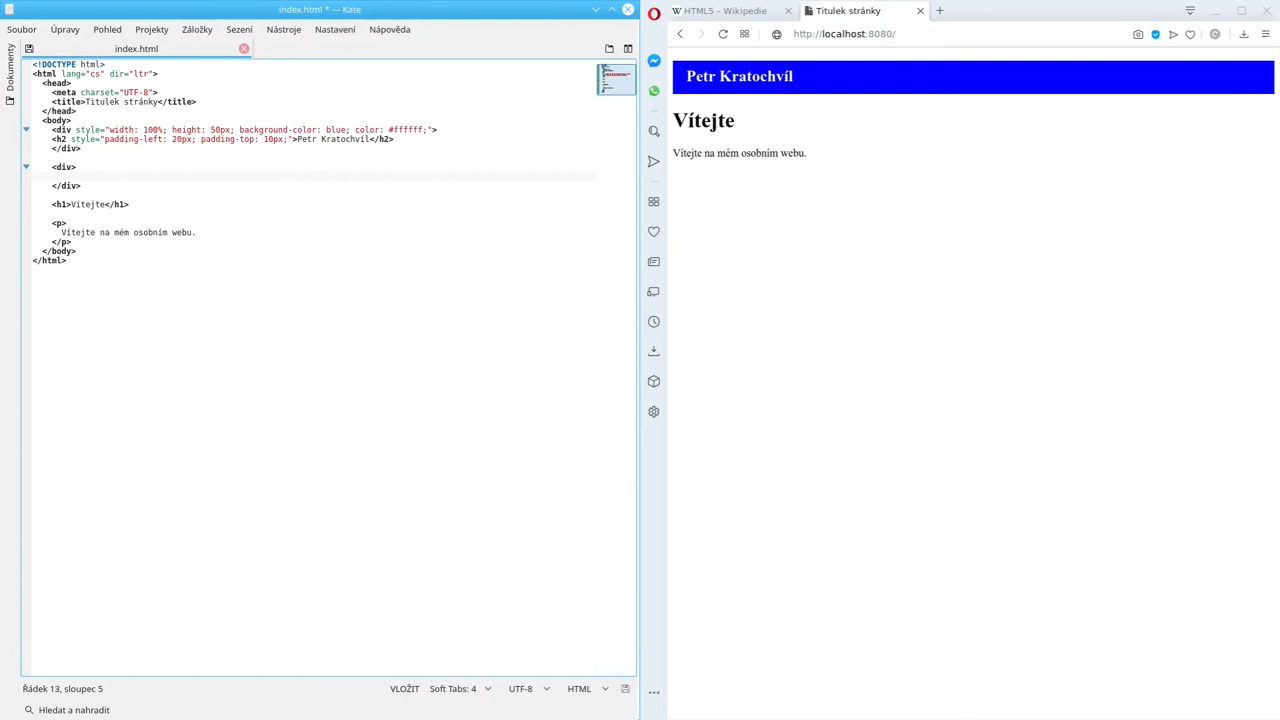 index.html * — Kate
Soubor Úpravy Pohled Projekty Záložky Sezení Nástroje Nastavení Nápověda
index.html
Dokumenty
<!DOCTYPE html>
<html lang="cs" dir="ltr">
<head>
<meta charset="UTF-8">
<title>Titulek stránky</title>
</head>
<body>
<div style="width: 100%; height: 50px; background-color: blue; color: #ffffff;">
<h2 style="padding-left: 20px; padding-top: 10px;">Petr Kratochvíl</h2>
</div>
<div>
</div>
<h1>Vítejte</h1>
<p>
Vítejte na mém osobním webu.
</p>
</body>
</html>
Řádek 13, sloupec 5 VLOŽIT Soft Tabs: 4 UTF-8 HTML
Hledat a nahradit
HTML5 – Wikipedie Titulek stránky
http://localhost:8080/
Petr Kratochvíl
Vítejte
Vítejte na mém osobním webu.